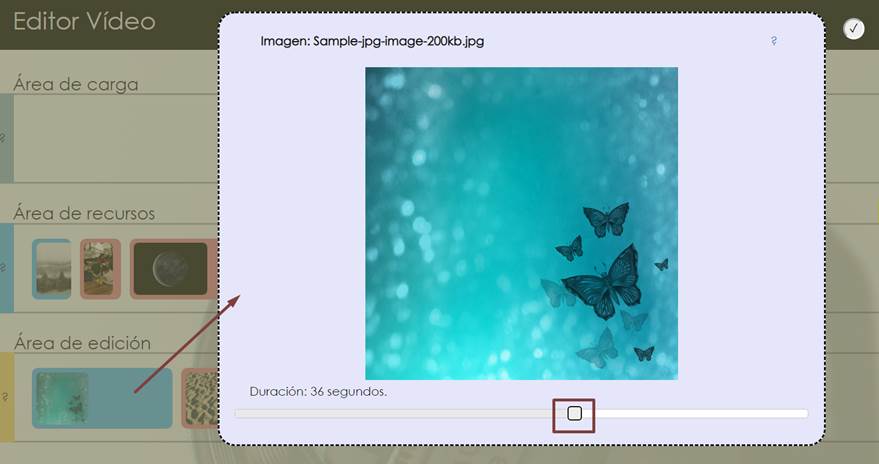 Editor Vídeo
Imagen: Sample-jpg-image-200kb.jpg
?
✓
Área de carga
?
Área de recursos
?
Área de edición
?
Duración: 36 segundos.